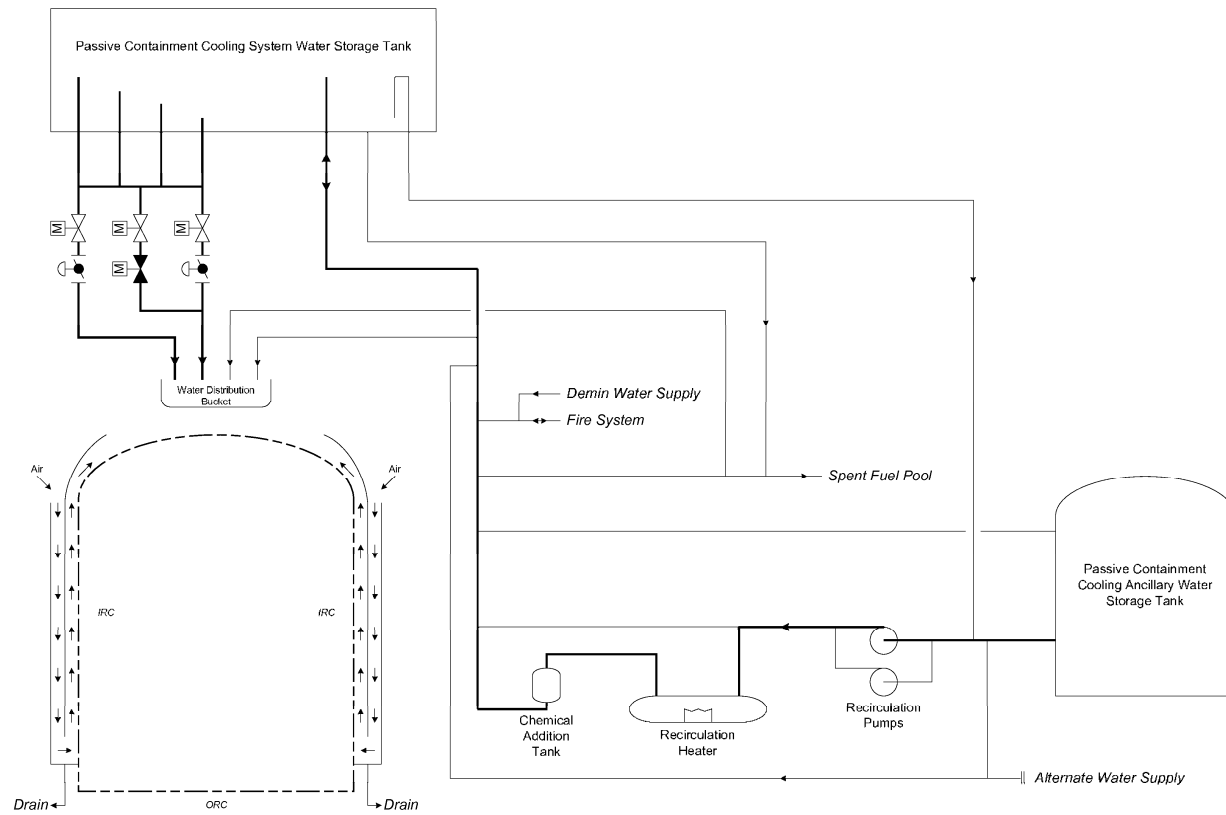 Passive Containment Cooling System Water Storage Tank
M
M
M
M
Water Distribution
Bucket
Demin Water Supply
Fire System
Air
Air
Spent Fuel Pool
Passive Containment
Cooling Ancillary Water
Storage Tank
IRC
IRC
Chemical
Addition
Tank
Recirculation
Heater
Recirculation
Pumps
Alternate Water Supply
Drain
ORC
Drain